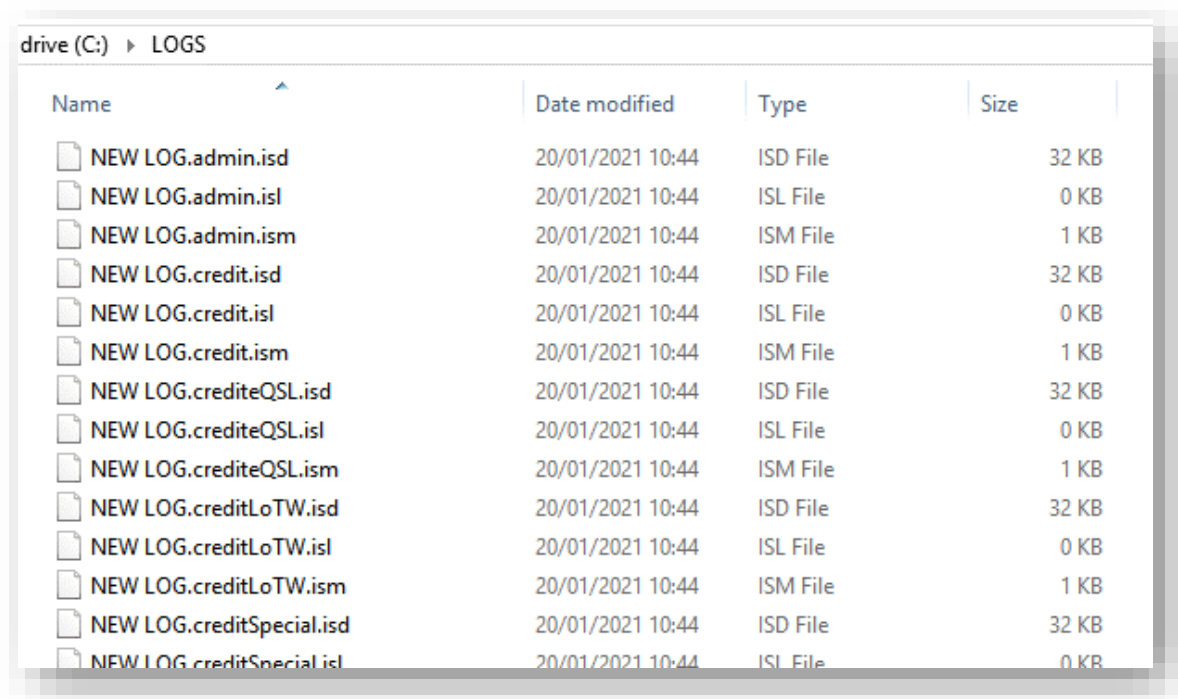 drive (C:) LOGS
Name Date modified Type Size
NEW LOG.admin.isd 20/01/2021 10:44 ISD File 32 KB
NEW LOG.admin.isl 20/01/2021 10:44 ISL File 0 KB
NEW LOG.admin.ism 20/01/2021 10:44 ISM File 1 KB
NEW LOG.credit.isd 20/01/2021 10:44 ISD File 32 KB
NEW LOG.credit.isl 20/01/2021 10:44 ISL File 0 KB
NEW LOG.credit.ism 20/01/2021 10:44 ISM File 1 KB
NEW LOG.crediteQSL.isd 20/01/2021 10:44 ISD File 32 KB
NEW LOG.crediteQSL.isl 20/01/2021 10:44 ISL File 0 KB
NEW LOG.crediteQSL.ism 20/01/2021 10:44 ISM File 1 KB
NEW LOG.creditLoTW.isd 20/01/2021 10:44 ISD File 32 KB
NEW LOG.creditLoTW.isl 20/01/2021 10:44 ISL File 0 KB
NEW LOG.creditLoTW.ism 20/01/2021 10:44 ISM File 1 KB
NEW LOG.creditSpecial.isd 20/01/2021 10:44 ISD File 32 KB
NEW LOG.creditSpecial.isl 20/01/2021 10:44 ISL File 0 KB